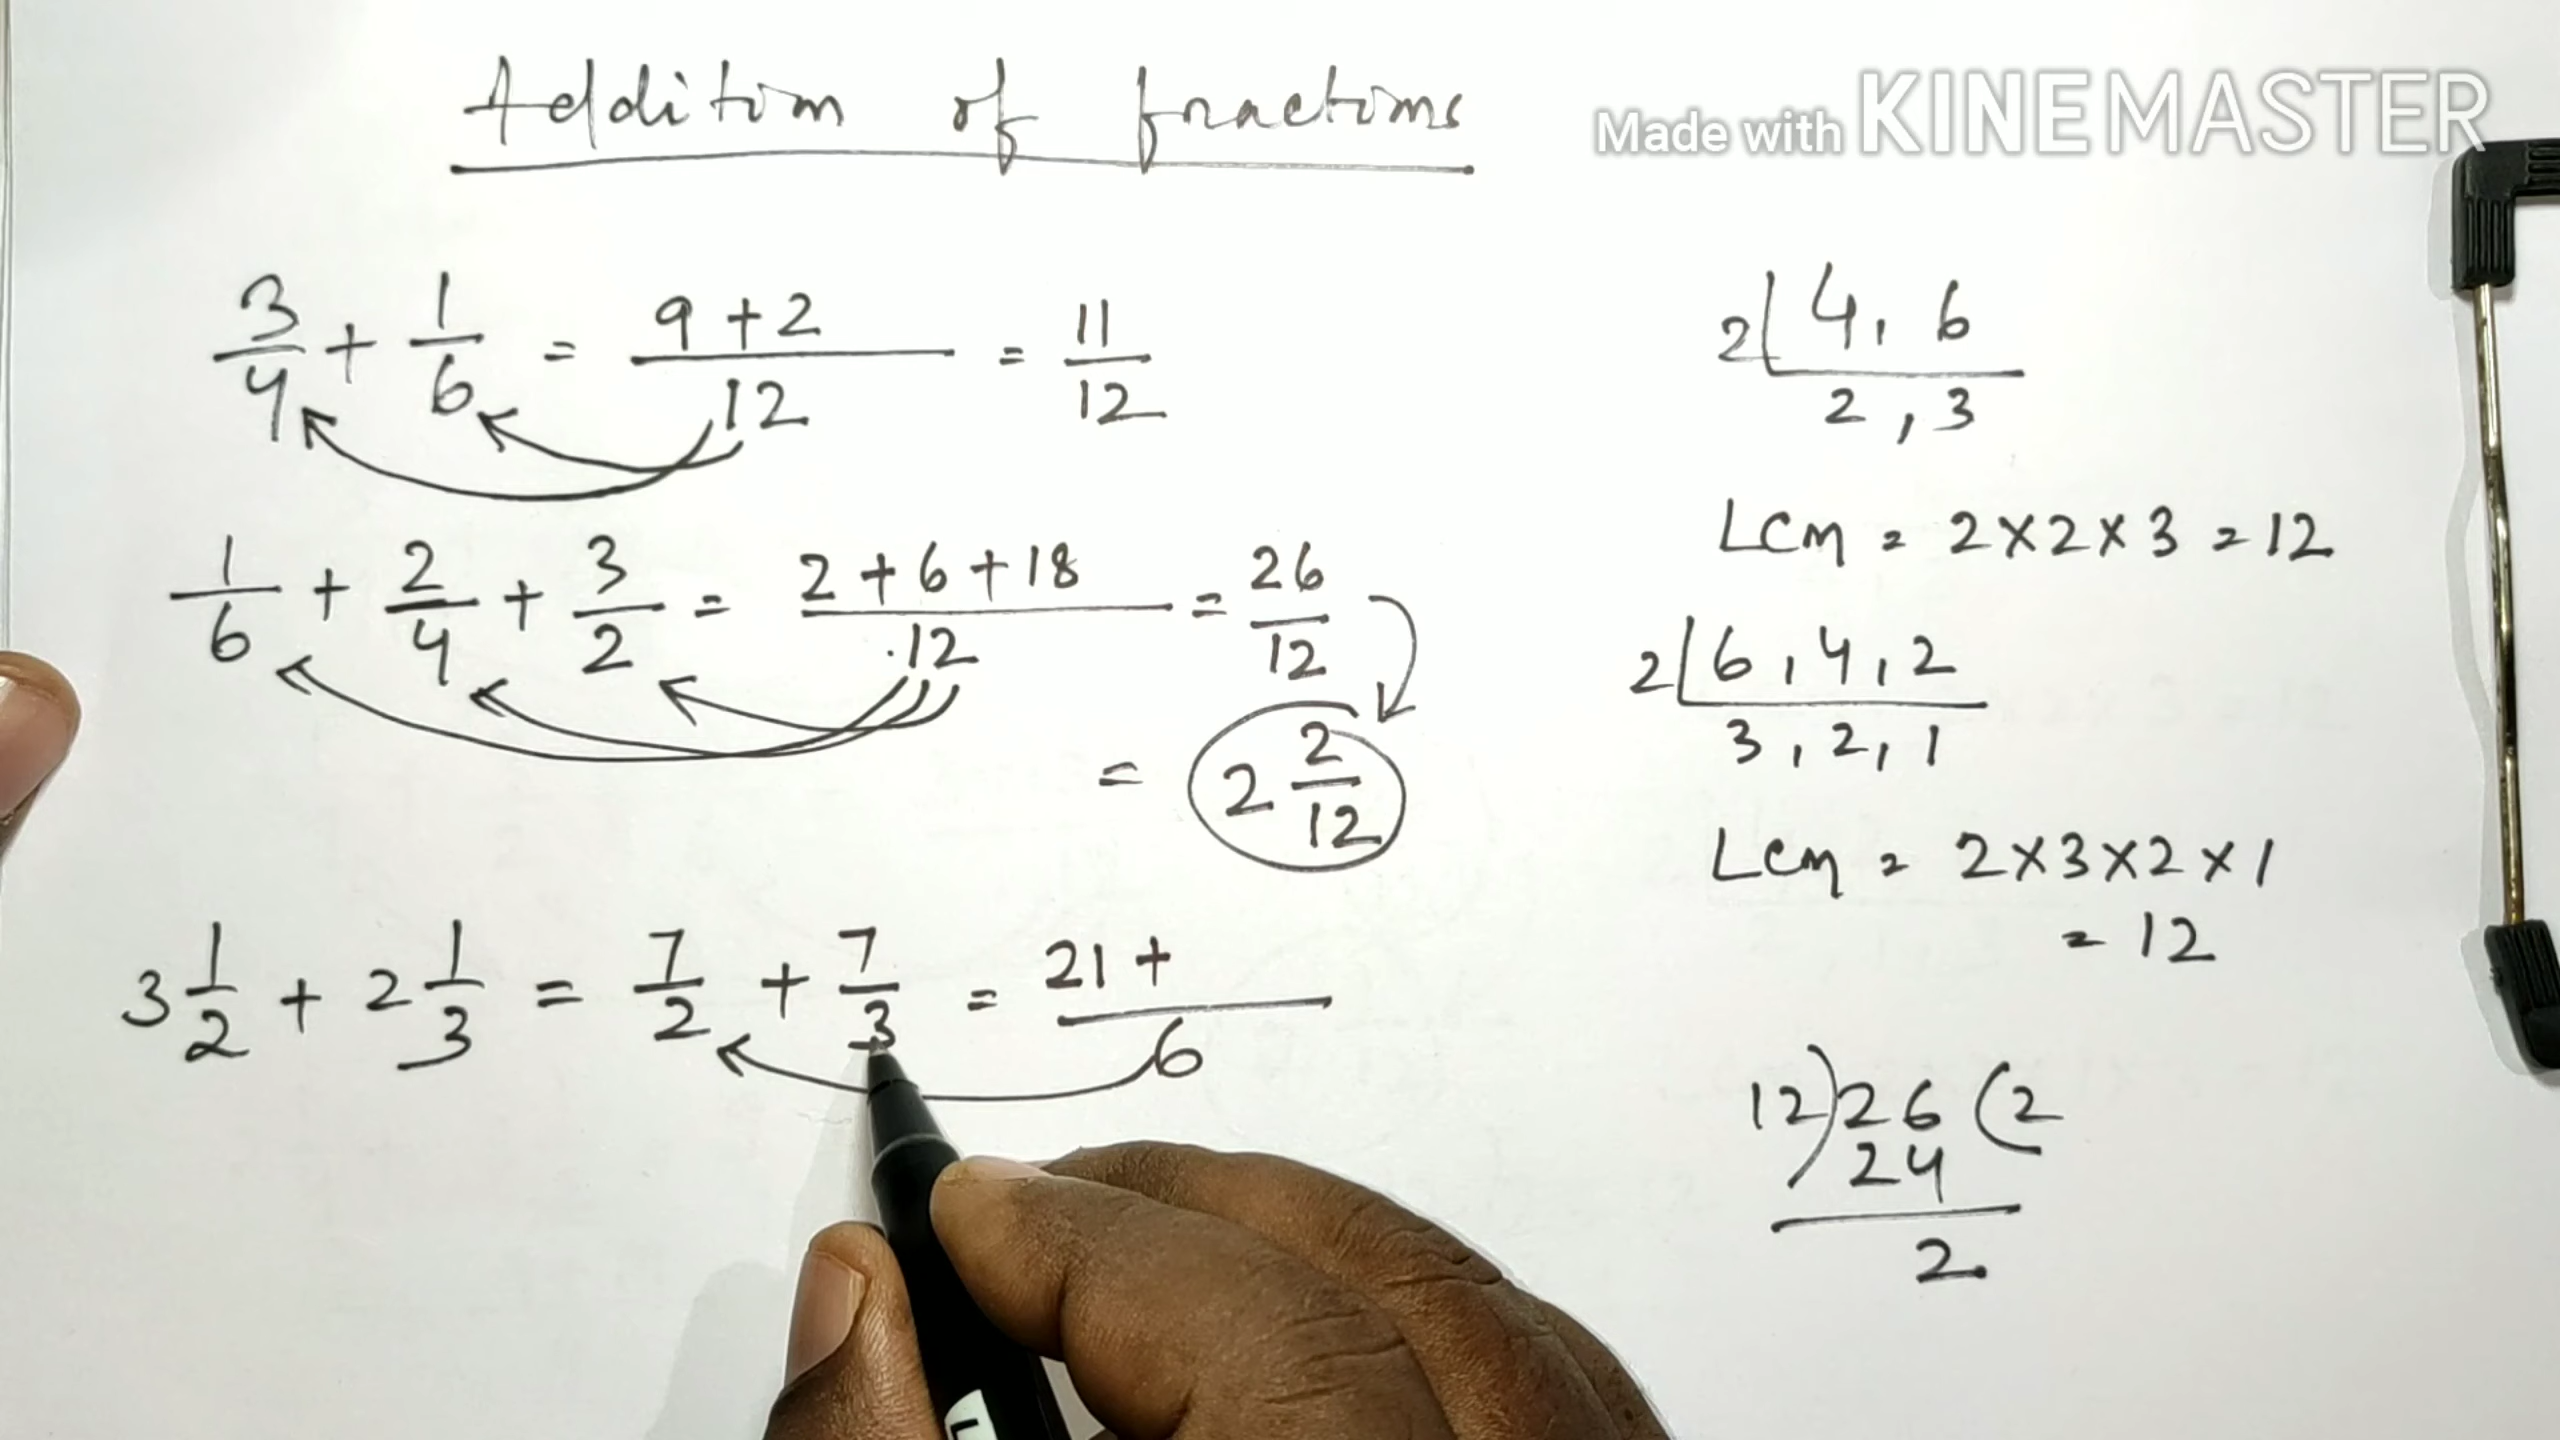 Addition of fractions
Made with KINEMASTER
3/4 + 1/6 = 9 + 2/12 = 11/12
1/6 + 2/4 + 3/2 = 2 + 6 + 18/.12 = 26/12
= 2 2/12
3 1/2 + 2 1/3 = 7/2 + 7/3 = 21 +/6
2 | 4, 6
2, 3
LCM = 2 × 2 × 3 = 12
2 | 6, 4, 2
3, 2, 1
LCM = 2 × 3 × 2 × 1
= 12
12) 26 (2
24
2
L